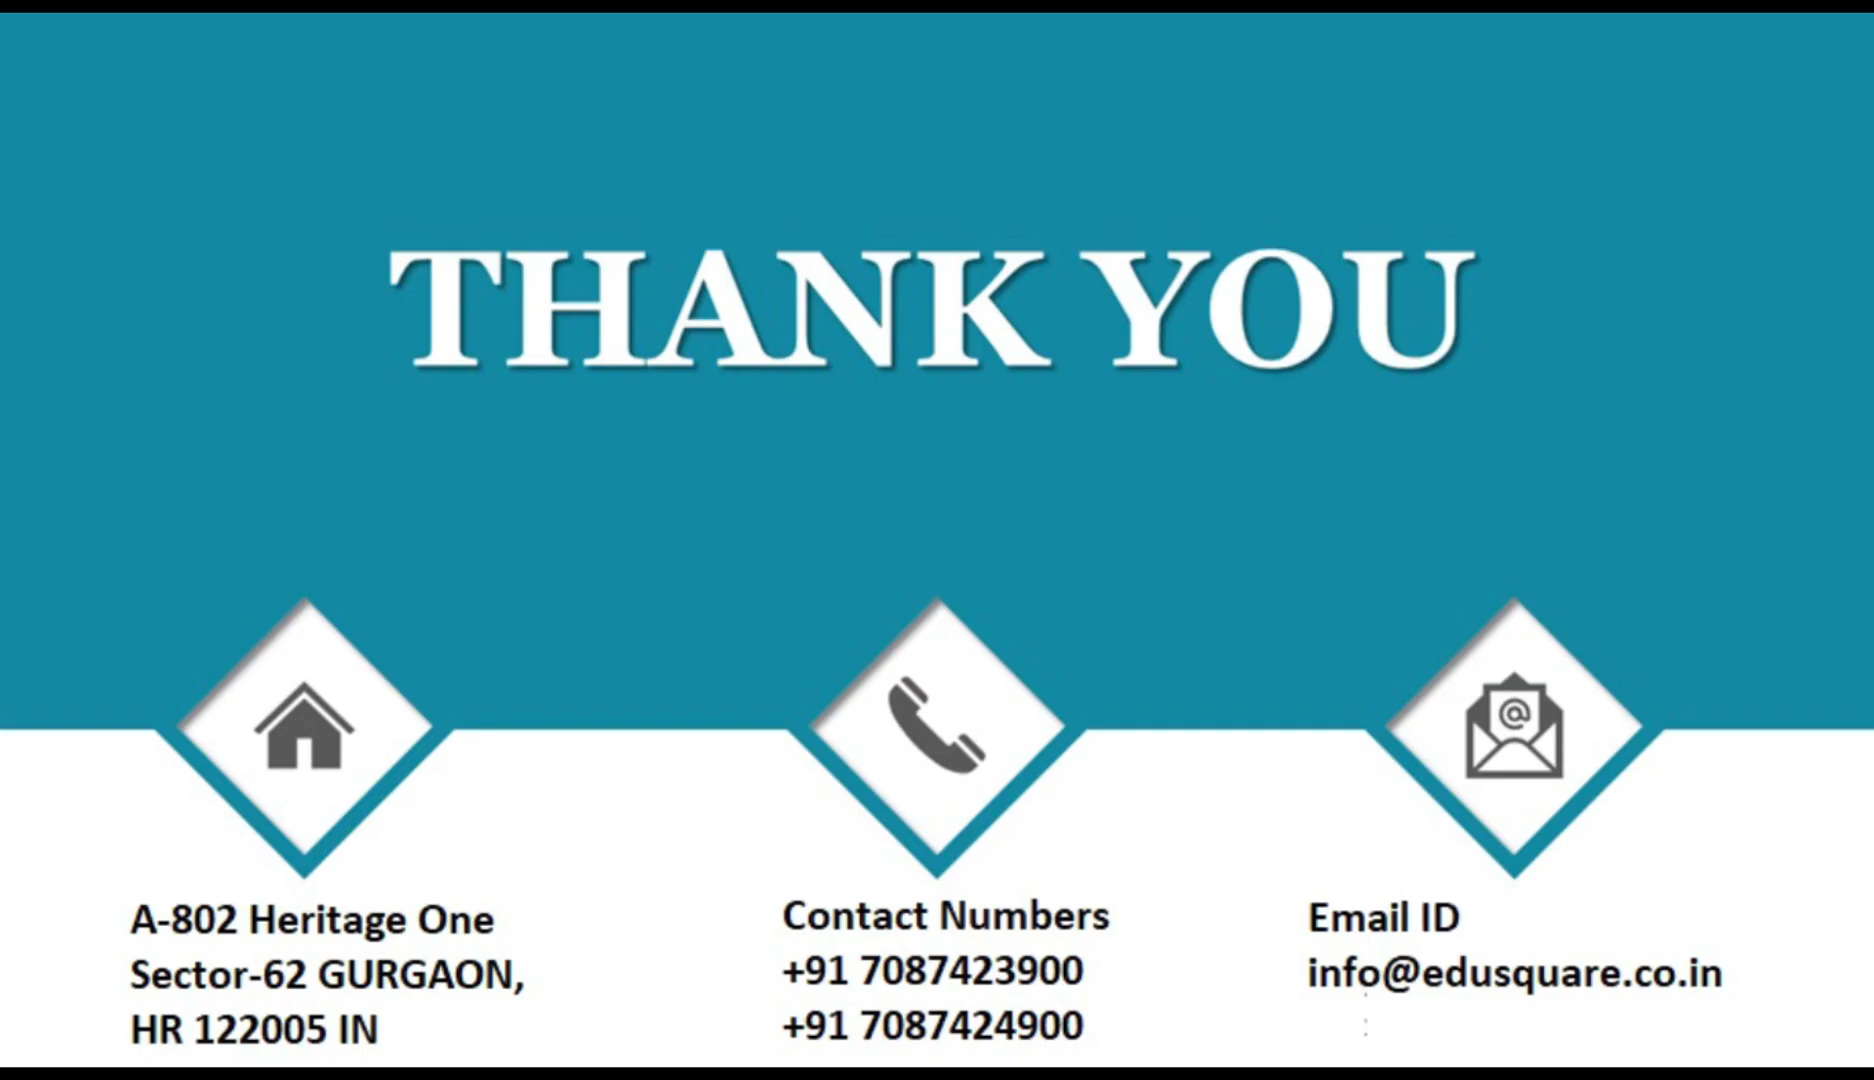 THANK YOU
A-802 Heritage One
Sector-62 GURGAON,
HR 122005 IN
Contact Numbers
+91 7087423900
+91 7087424900
Email ID
info@edusquare.co.in